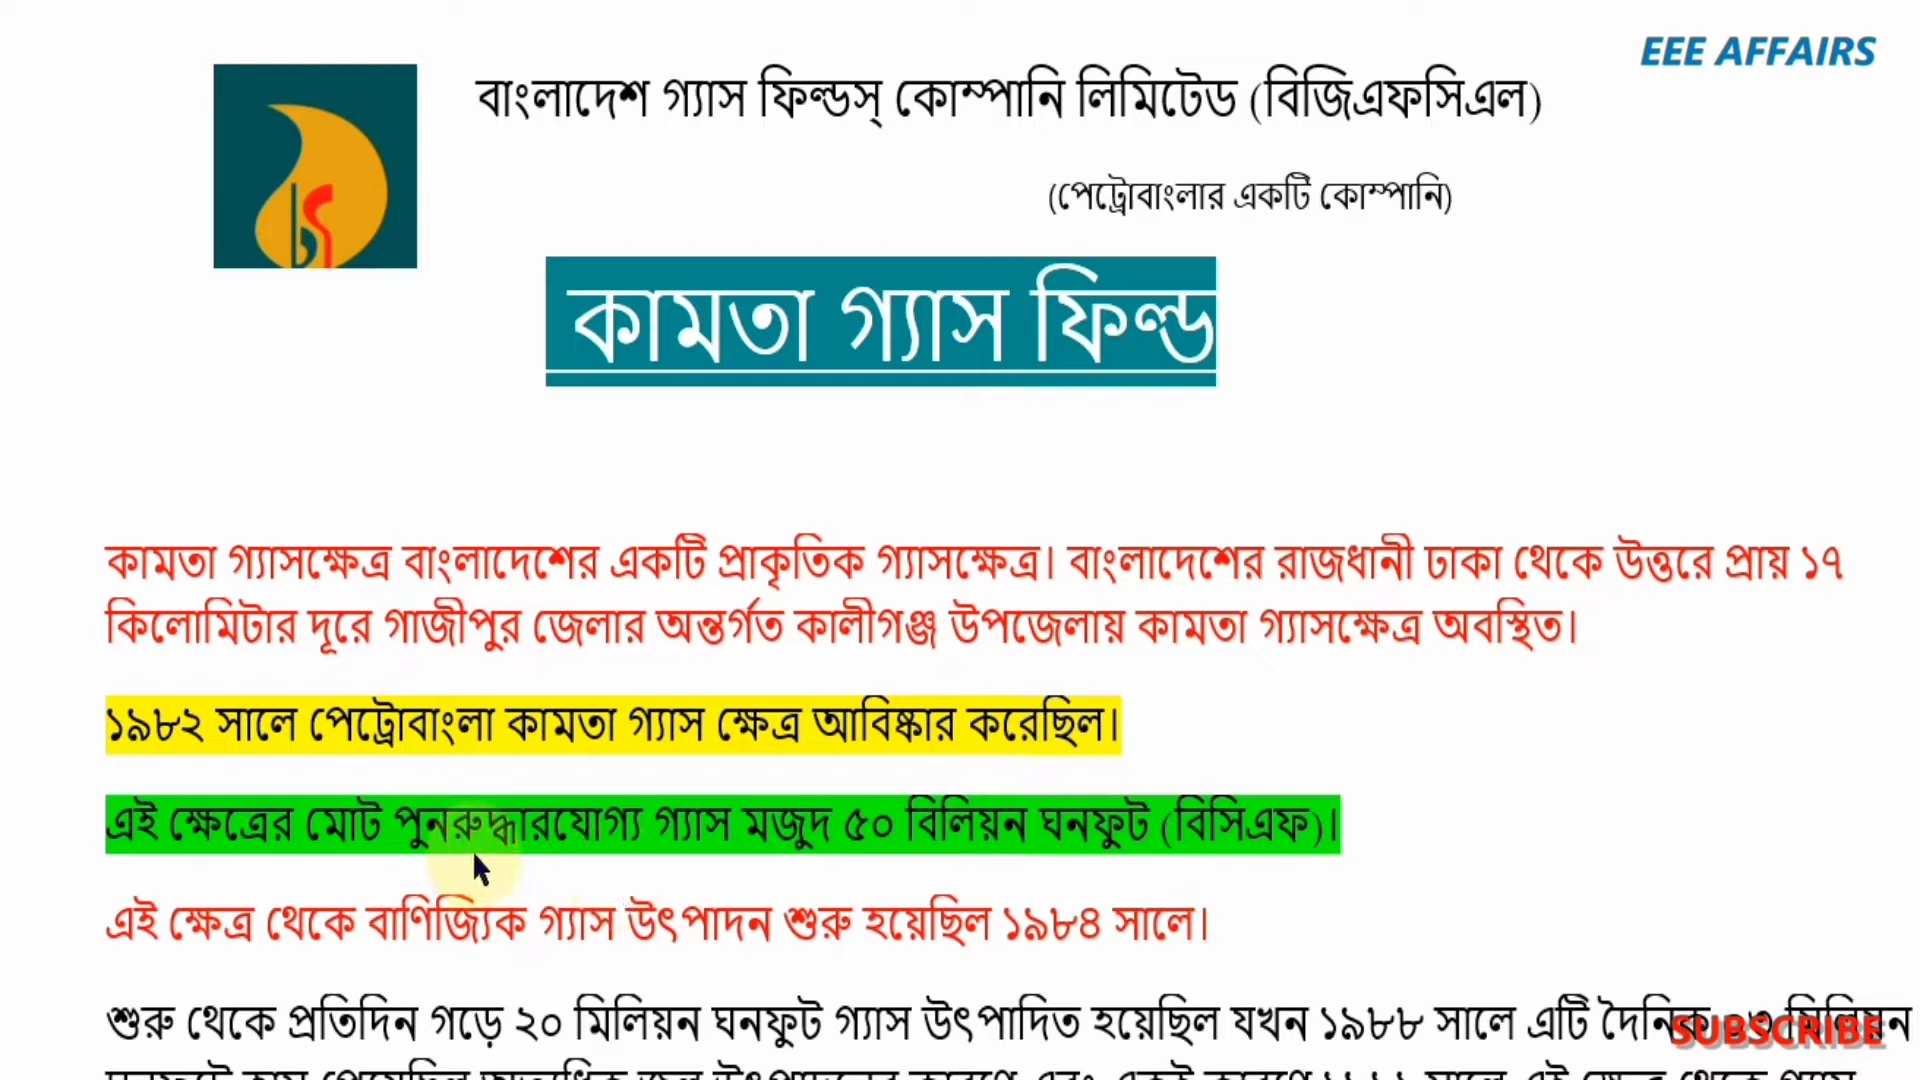 EEE AFFAIRS
বাংলাদেশ গ্যাস ফিল্ডস্ কোম্পানি লিমিটেড (বিজিএফসিএল)
(পেট্রোবাংলার একটি কোম্পানি)
কামতা গ্যাস ফিল্ড
কামতা গ্যাসক্ষেত্র বাংলাদেশের একটি প্রাকৃতিক গ্যাসক্ষেত্র। বাংলাদেশের রাজধানী ঢাকা থেকে উত্তরে প্রায় ১৭
কিলোমিটার দূরে গাজীপুর জেলার অন্তর্গত কালীগঞ্জ উপজেলায় কামতা গ্যাসক্ষেত্র অবস্থিত।
১৯৮২ সালে পেট্রোবাংলা কামতা গ্যাস ক্ষেত্র আবিষ্কার করেছিল।
এই ক্ষেত্রের মোট পুনরুদ্ধারযোগ্য গ্যাস মজুদ ৫০ বিলিয়ন ঘনফুট (বিসিএফ)।
এই ক্ষেত্র থেকে বাণিজ্যিক গ্যাস উৎপাদন শুরু হয়েছিল ১৯৮৪ সালে।
শুরু থেকে প্রতিদিন গড়ে ২০ মিলিয়ন ঘনফুট গ্যাস উৎপাদিত হয়েছিল যখন ১৯৮৮ সালে এটি দৈনিক মিলিয়ন
SUBSCRIBE